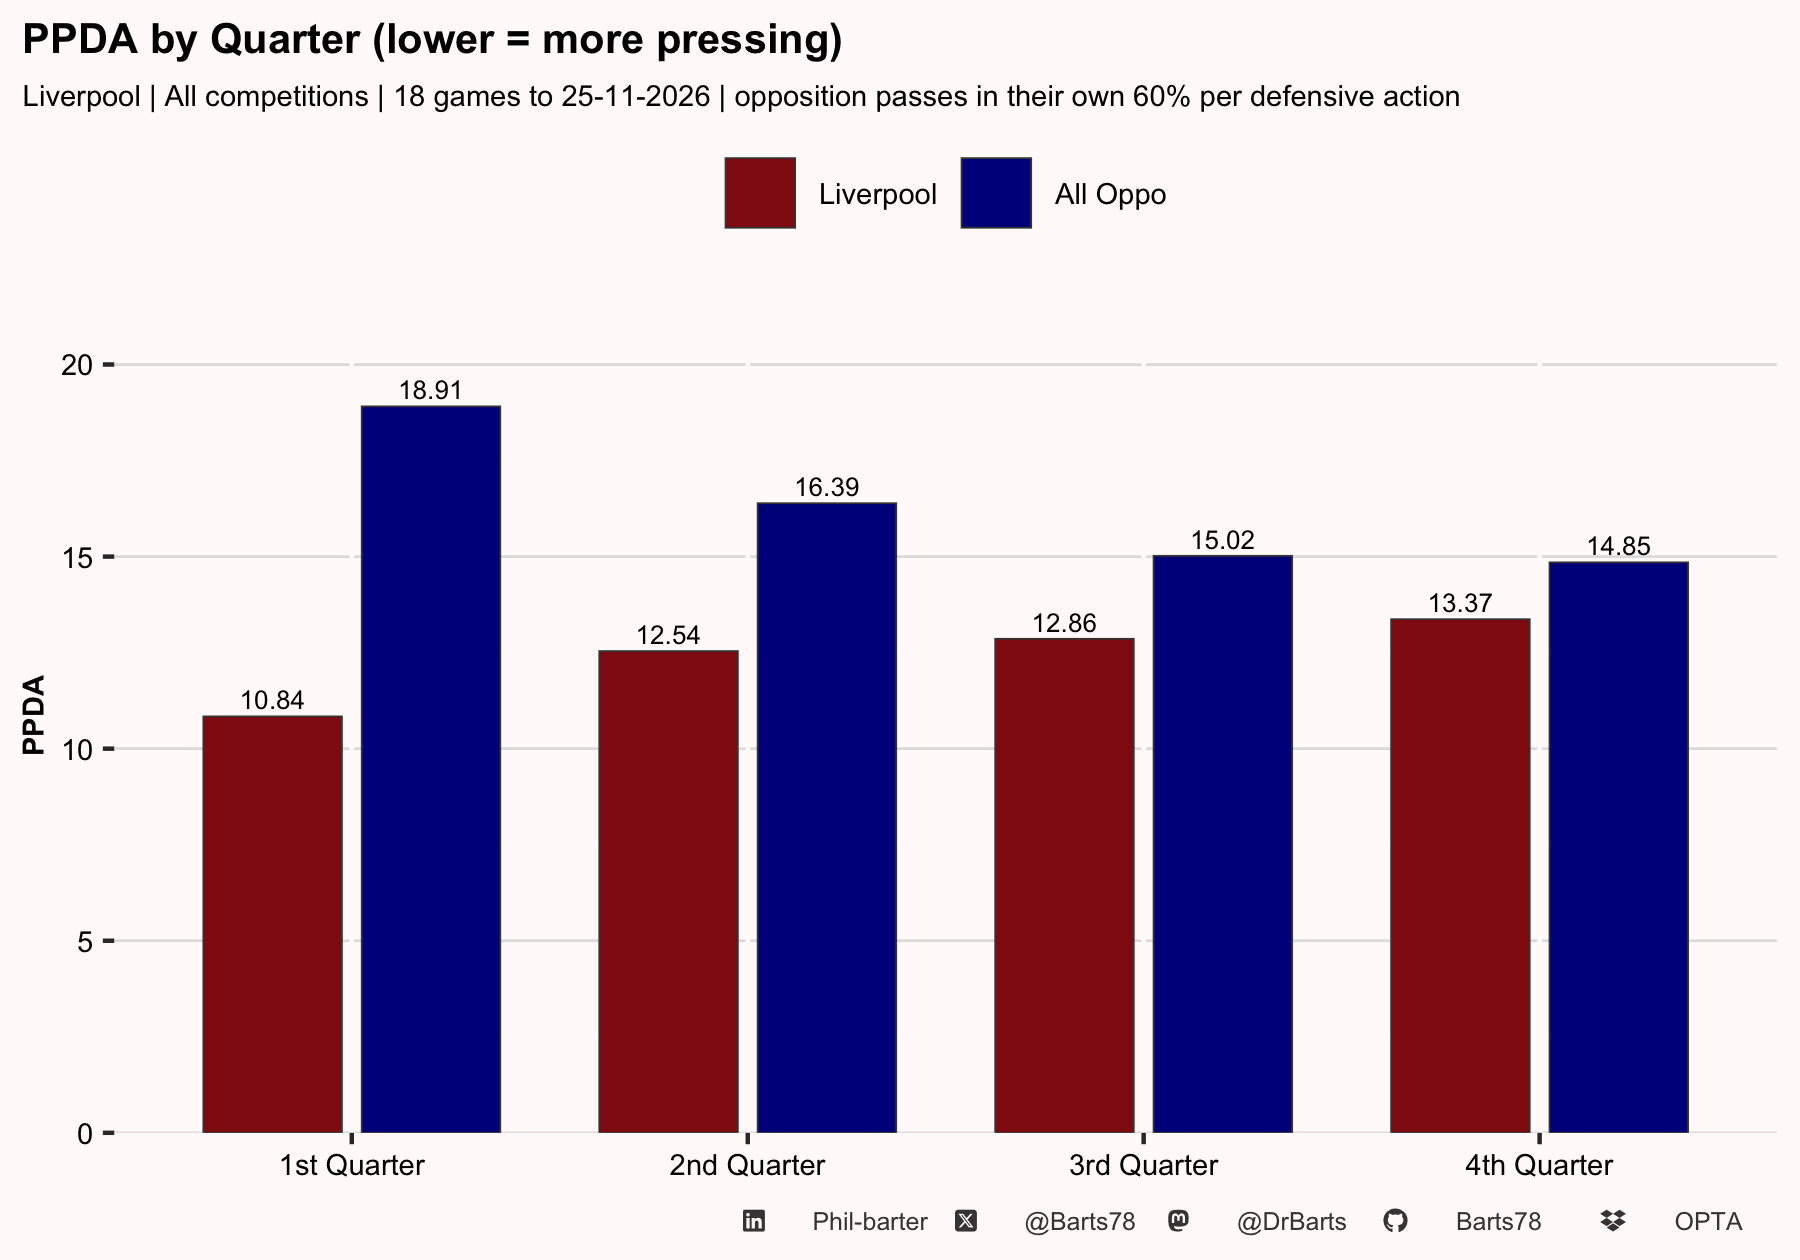 PPDA by Quarter (lower = more pressing)
Liverpool | All competitions | 18 games to 25-11-2026 | opposition passes in their own 60% per defensive action
Liverpool All Oppo
PPDA
20
15
10
5
0
10.84 18.91
12.54 16.39
12.86 15.02
13.37 14.85
1st Quarter 2nd Quarter 3rd Quarter 4th Quarter
Phil-barter @Barts78 @DrBarts Barts78 OPTA